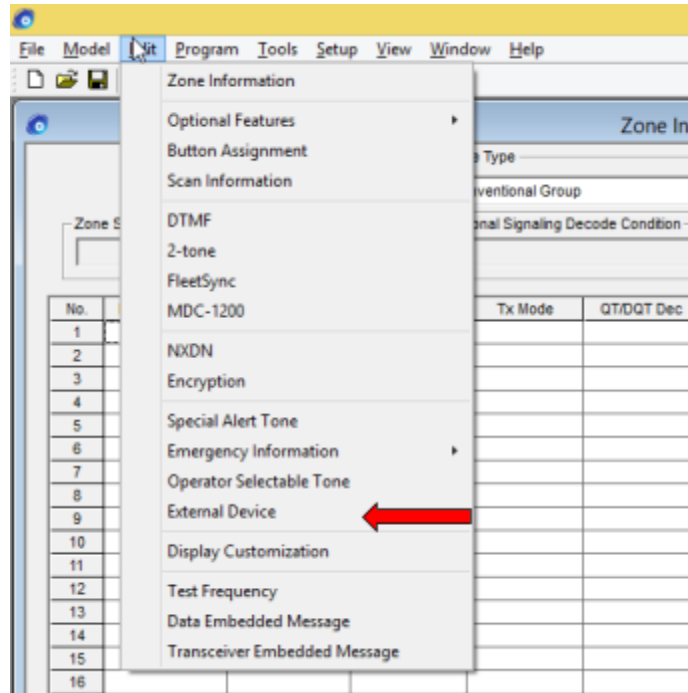 File Model Edit Program Tools Setup View Window Help
Zone Information
Zone In
Optional Features
Button Assignment
Type
Scan Information
ventional Group
DTMF
Zone S
onal Signaling Decode Condition
2-tone
FleetSync
MDC-1200
No. Tx Mode QT/DQT Dec
1
NXDN
2
Encryption
3
4
Special Alert Tone
5
Emergency Information
6
Operator Selectable Tone
7
8
External Device
9
10
Display Customization
11
Test Frequency
12
Data Embedded Message
13
14
Transceiver Embedded Message
15
16